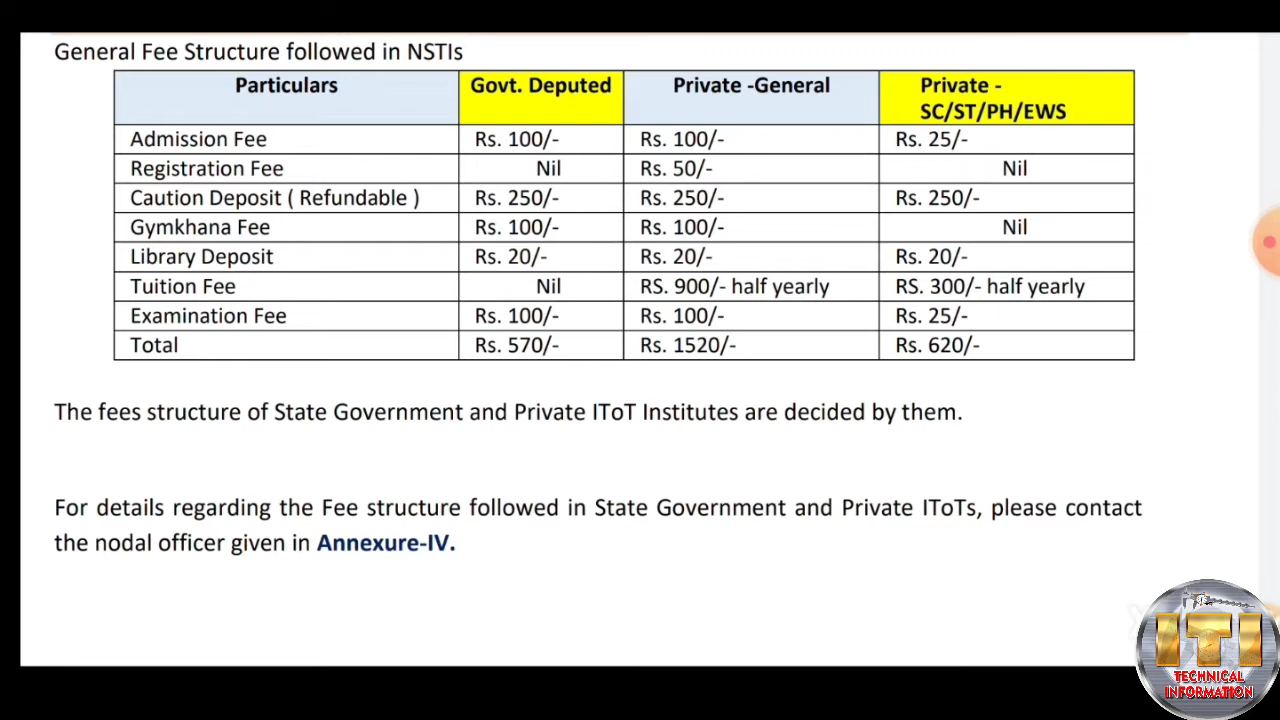 General Fee Structure followed in NSTIs
Particulars Govt. Deputed Private -General Private -
SC/ST/PH/EWS
Admission Fee Rs. 100/- Rs. 100/- Rs. 25/-
Registration Fee Nil Rs. 50/- Nil
Caution Deposit ( Refundable ) Rs. 250/- Rs. 250/- Rs. 250/-
Gymkhana Fee Rs. 100/- Rs. 100/- Nil
Library Deposit Rs. 20/- Rs. 20/- Rs. 20/-
Tuition Fee Nil RS. 900/- half yearly RS. 300/- half yearly
Examination Fee Rs. 100/- Rs. 100/- Rs. 25/-
Total Rs. 570/- Rs. 1520/- Rs. 620/-
The fees structure of State Government and Private IToT Institutes are decided by them.
For details regarding the Fee structure followed in State Government and Private IToTs, please contact
the nodal officer given in Annexure-IV.
ITI
TECHNICAL
INFORMATION